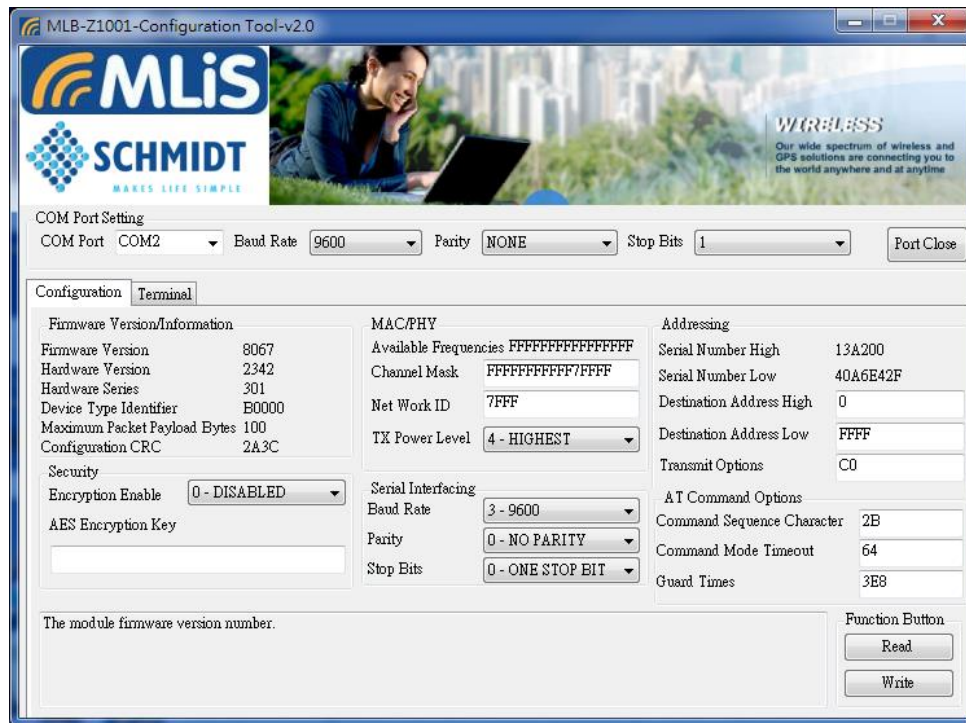 MLB-Z1001-Configuration Tool-v2.0
MLiS
SCHMIDT
MAKES LIFE SIMPLE
WIRELESS
Our wide spectrum of wireless and
GPS solutions are connecting you to
the world anywhere and at anytime
COM Port Setting
COM Port COM2 Baud Rate 9600 Parity NONE Stop Bits 1 Port Close
Configuration Terminal
Firmware Version/Information
Firmware Version 8067
Hardware Version 2342
Hardware Series 301
Device Type Identifier B0000
Maximum Packet Payload Bytes 100
Configuration CRC 2A3C
Security
Encryption Enable 0 - DISABLED
AES Encryption Key
MAC/PHY
Available Frequencies FFFFFFFFFFFFFFFF
Channel Mask FFFFFFFFFFF7FFFF
Net Work ID 7FFF
TX Power Level 4 - HIGHEST
Serial Interfacing
Baud Rate 3 - 9600
Parity 0 - NO PARITY
Stop Bits 0 - ONE STOP BIT
Addressing
Serial Number High 13A200
Serial Number Low 40A6E42F
Destination Address High 0
Destination Address Low FFFF
Transmit Options C0
AT Command Options
Command Sequence Character 2B
Command Mode Timeout 64
Guard Times 3E8
The module firmware version number.
Function Button
Read
Write